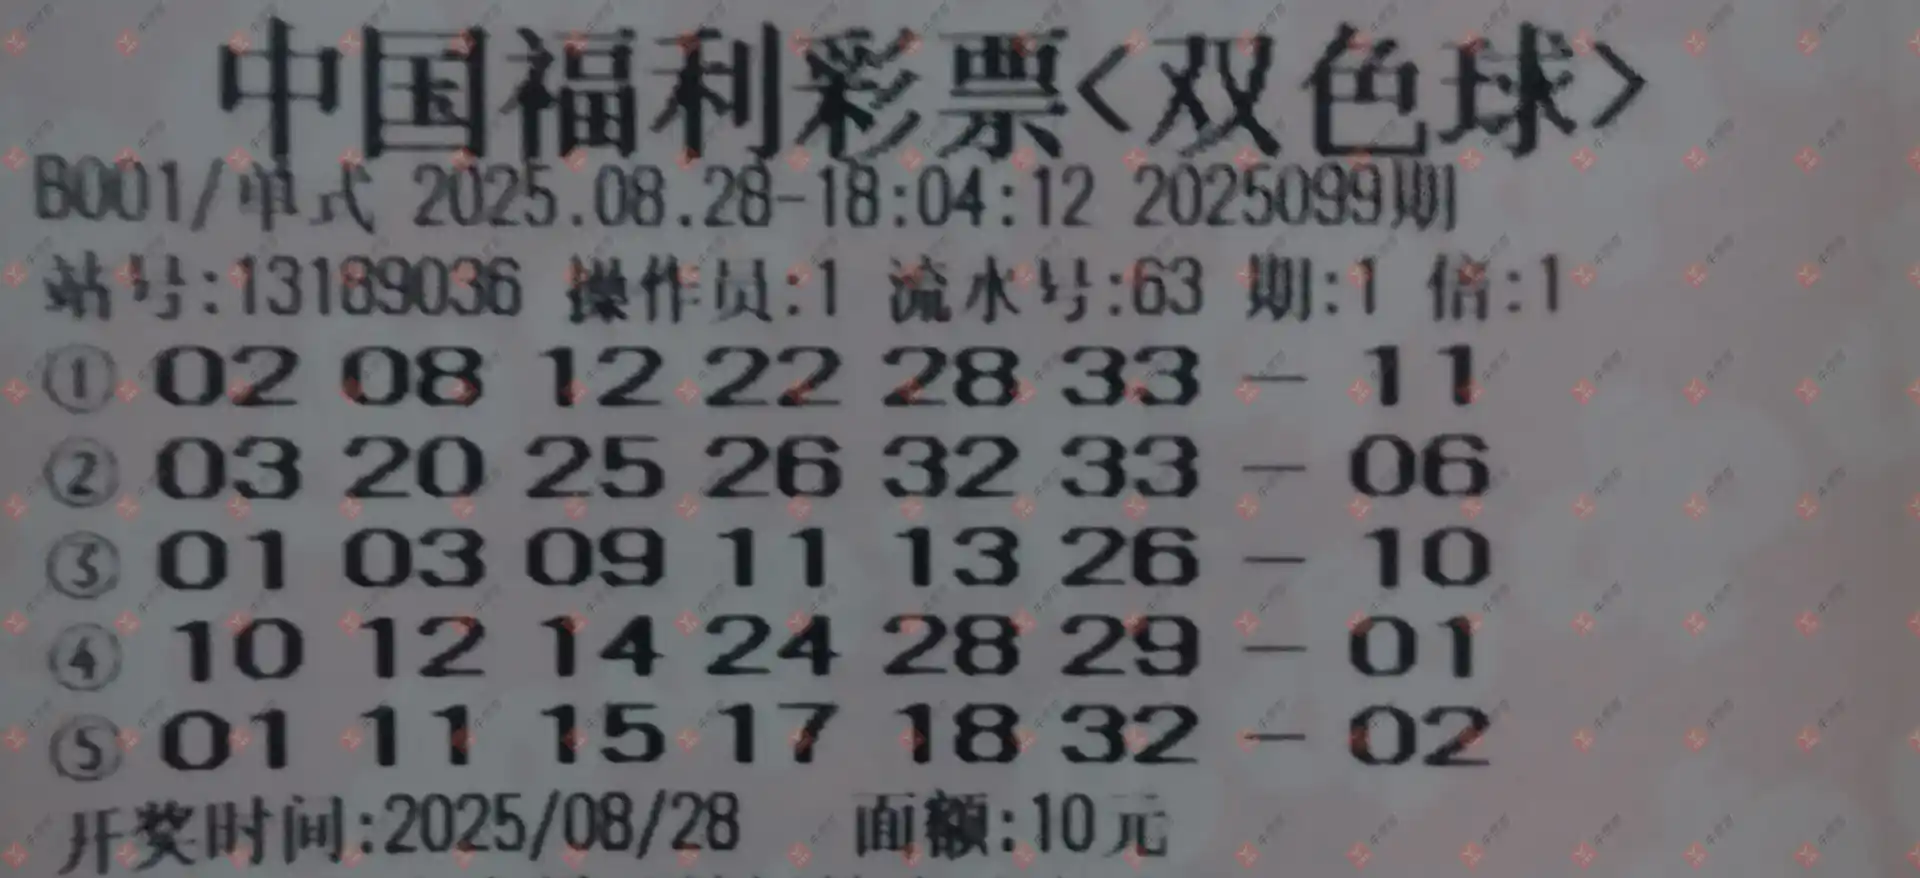 中国福利彩票<双色球>
B001/单式 2025.08.28-18:04:12 2025099期
站号:13189036 操作员:1 流水号:63 期:1 倍:1
① 02 08 12 22 28 33 - 11
② 03 20 25 26 32 33 - 06
③ 01 03 09 11 13 26 - 10
④ 10 12 14 24 28 29 - 01
⑤ 01 11 15 17 18 32 - 02
开奖时间:2025/08/28 面额:10元